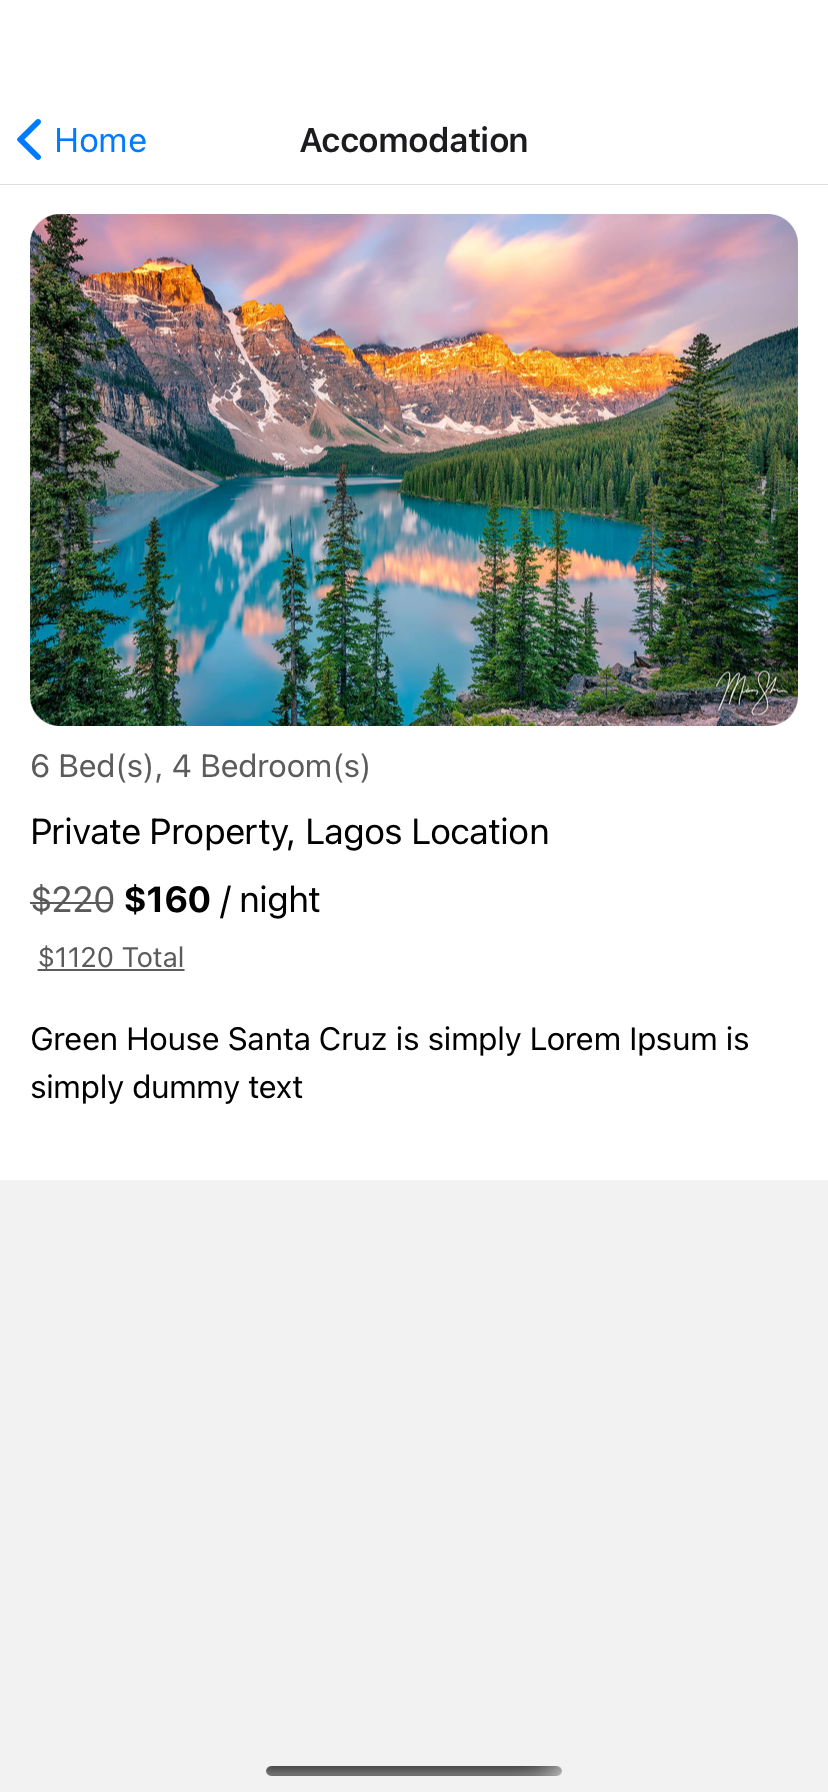 Home
Accomodation
6 Bed(s), 4 Bedroom(s)
Private Property, Lagos Location
$220 $160 / night
$1120 Total
Green House Santa Cruz is simply Lorem Ipsum is
simply dummy text